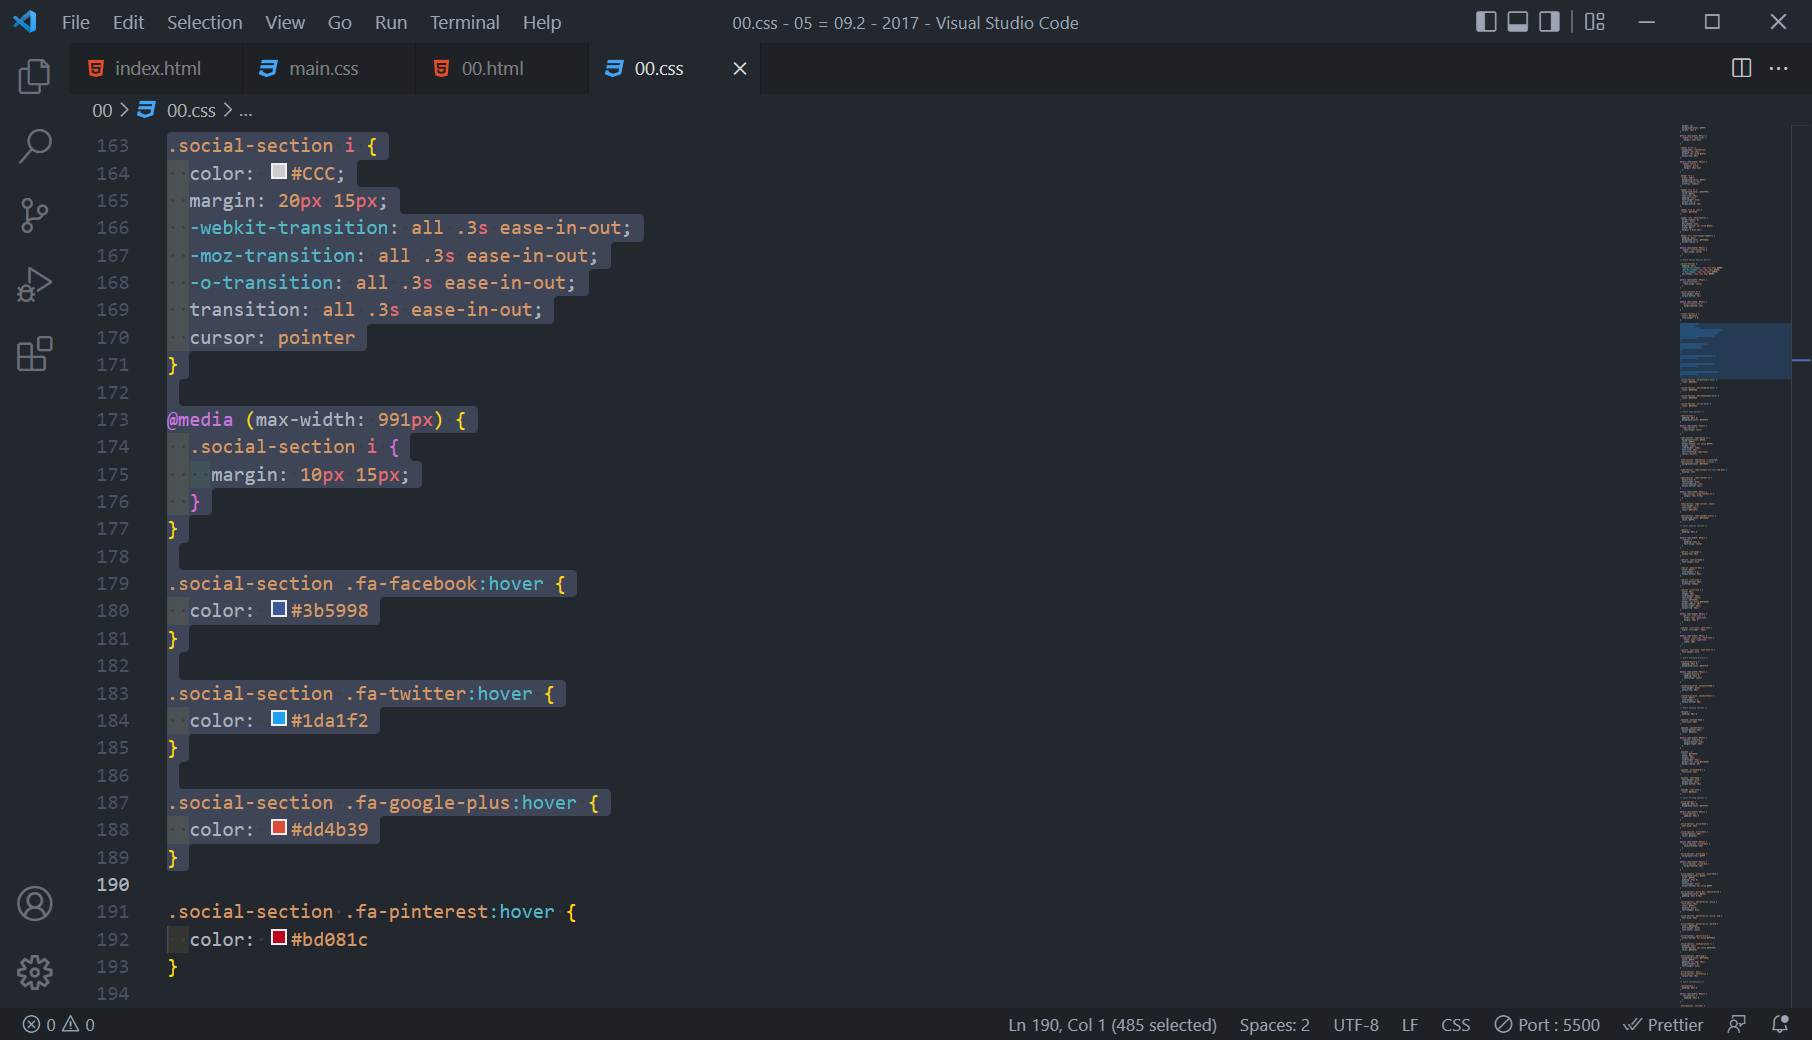 File Edit Selection View Go Run Terminal Help 00.css - 05 = 09.2 - 2017 - Visual Studio Code
index.html main.css 00.html 00.css
00 > 00.css > ...
163 .social-section i {
164 color: #CCC;
165 margin: 20px 15px;
166 -webkit-transition: all .3s ease-in-out;
167 -moz-transition: all .3s ease-in-out;
168 -o-transition: all .3s ease-in-out;
169 transition: all .3s ease-in-out;
170 cursor: pointer
171 }
172
173 @media (max-width: 991px) {
174 .social-section i {
175 margin: 10px 15px;
176 }
177 }
178
179 .social-section .fa-facebook:hover {
180 color: #3b5998
181 }
182
183 .social-section .fa-twitter:hover {
184 color: #1da1f2
185 }
186
187 .social-section .fa-google-plus:hover {
188 color: #dd4b39
189 }
190
191 .social-section .fa-pinterest:hover {
192 color: #bd081c
193 }
194
0 0 Ln 190, Col 1 (485 selected) Spaces: 2 UTF-8 LF CSS Port : 5500 Prettier